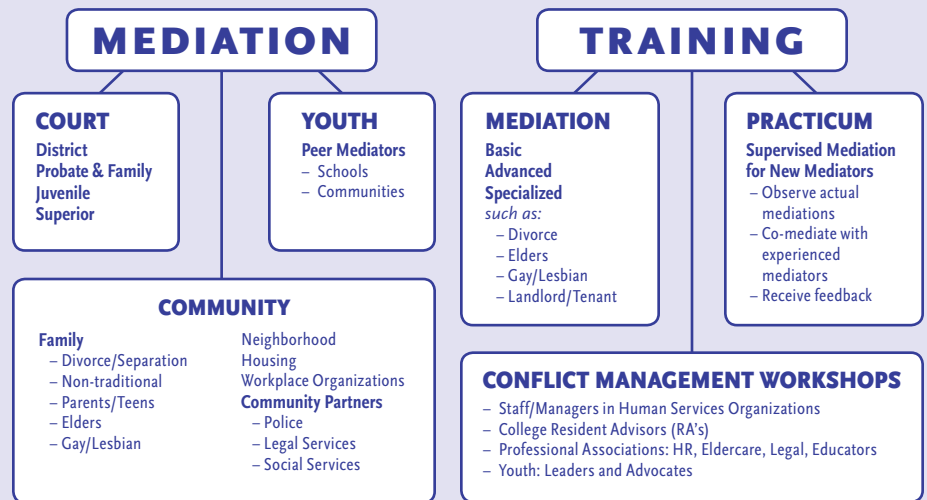 MEDIATION
COURT
District
Probate & Family
Juvenile
Superior
YOUTH
Peer Mediators
– Schools
– Communities
COMMUNITY
Family
– Divorce/Separation
– Non-traditional
– Parents/Teens
– Elders
– Gay/Lesbian
Neighborhood
Housing
Workplace Organizations
Community Partners
– Police
– Legal Services
– Social Services
TRAINING
MEDIATION
Basic
Advanced
Specialized
such as:
– Divorce
– Elders
– Gay/Lesbian
– Landlord/Tenant
PRACTICUM
Supervised Mediation
for New Mediators
– Observe actual
mediations
– Co-mediate with
experienced
mediators
– Receive feedback
CONFLICT MANAGEMENT WORKSHOPS
– Staff/Managers in Human Services Organizations
– College Resident Advisors (RA's)
– Professional Associations: HR, Eldercare, Legal, Educators
– Youth: Leaders and Advocates